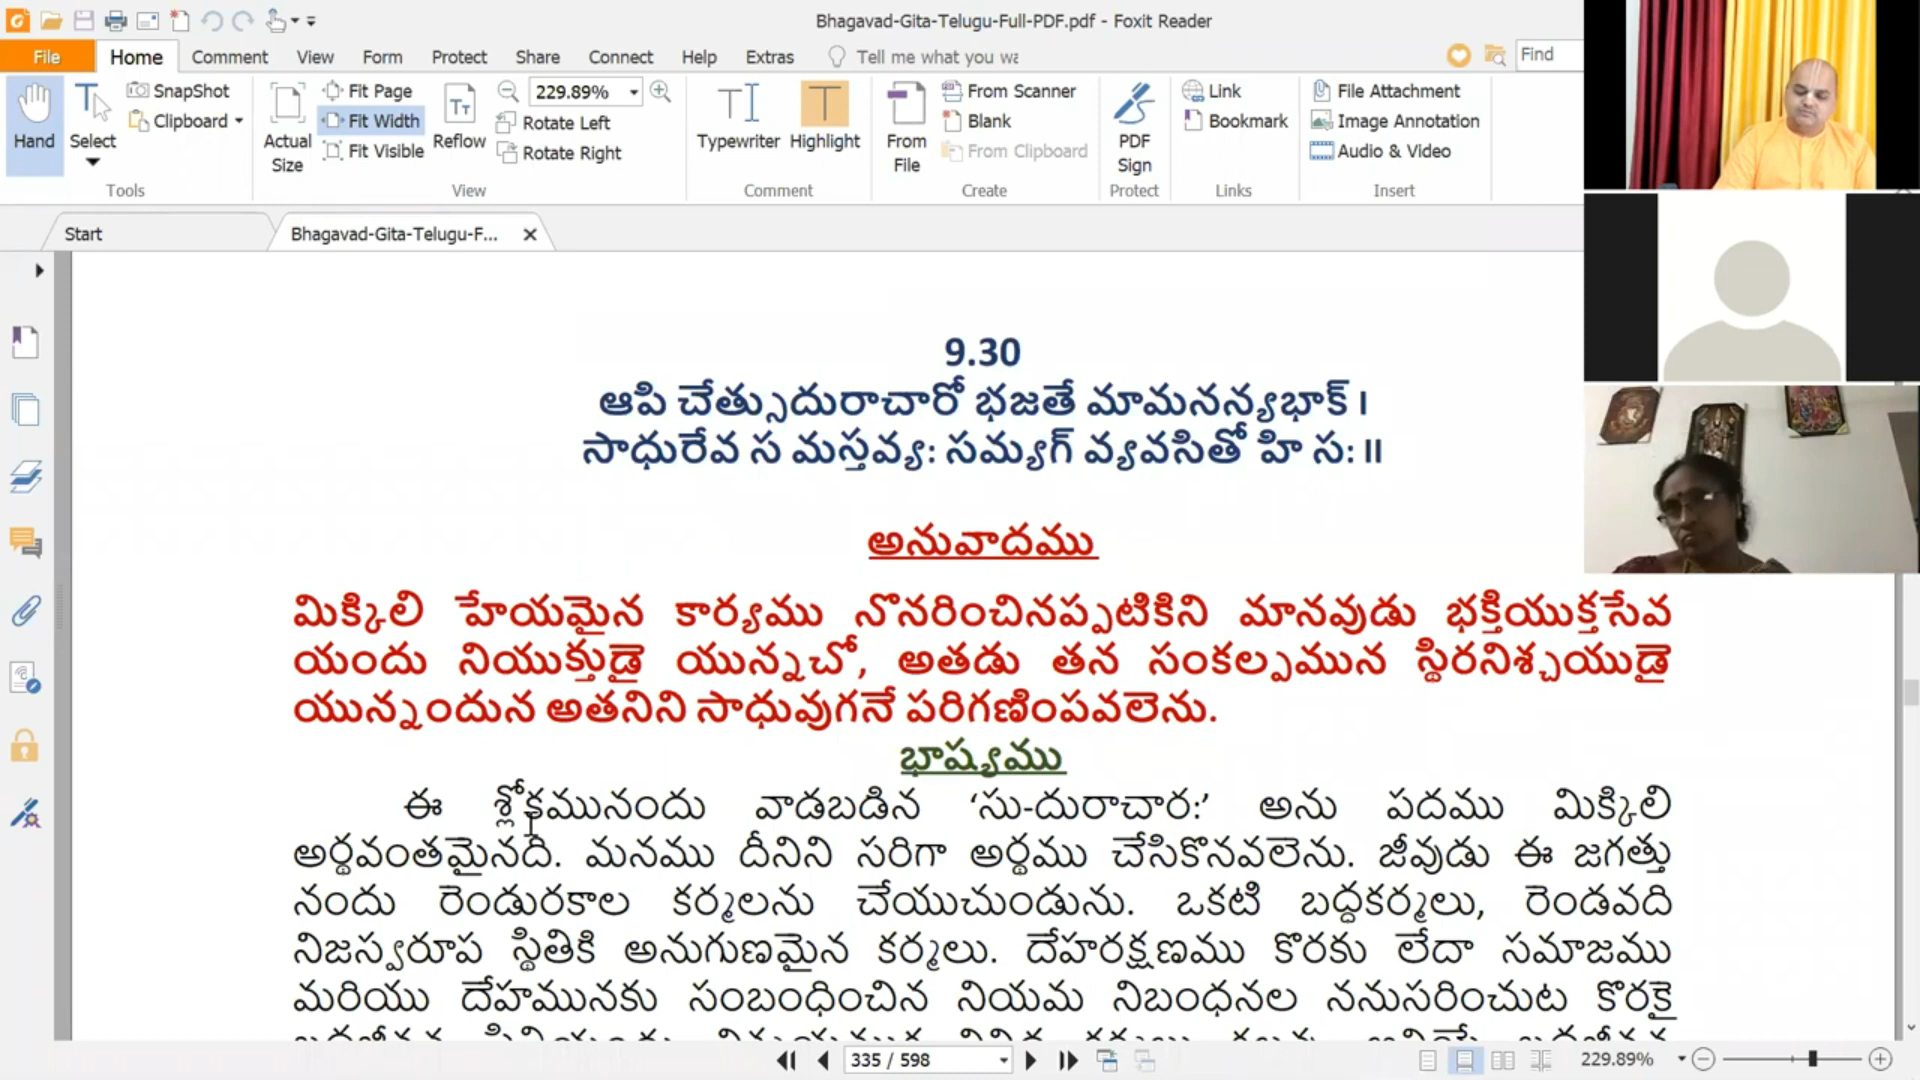 Bhagavad-Gita-Telugu-Full-PDF.pdf - Foxit Reader
File Home Comment View Form Protect Share Connect Help Extras Tell me what you wa Find
Hand Select SnapShot Clipboard
Tools
Actual Size Fit Page Fit Width Fit Visible Reflow 229.89% Rotate Left Rotate Right
View
Typewriter Highlight
Comment
From File From Scanner Blank From Clipboard
Create
PDF Sign
Protect
Link Bookmark
Links
File Attachment Image Annotation Audio & Video
Insert
Start Bhagavad-Gita-Telugu-F...
9.30
ఆపి చేత్సుదురాచారో భజతే మామనన్యభాక్ ।
సాధురేవ స మస్తవ్యః సమ్యగ్ వ్యవసితో హి సః ॥
అనువాదము
మిక్కిలి హేయమైన కార్యము నొనరించినప్పటికిని మానవుడు భక్తియుక్తసేవ
యందు నియుక్తుడై యున్నచో, అతడు తన సంకల్పమున స్థిరనిశ్చయుడై
యున్నందున అతనిని సాధువుగనే పరిగణింపవలెను.
భాష్యము
ఈ శ్లోకమునందు వాడబడిన ‘సు-దురాచారః’ అను పదము మిక్కిలి
అర్థవంతమైనది. మనము దీనిని సరిగా అర్థము చేసికొనవలెను. జీవుడు ఈ జగత్తు
నందు రెండురకాల కర్మలను చేయుచుండును. ఒకటి బద్ధకర్మలు, రెండవది
నిజస్వరూప స్థితికి అనుగుణమైన కర్మలు. దేహరక్షణము కొరకు లేదా సమాజము
మరియు దేహమునకు సంబంధించిన నియమ నిబంధనల ననుసరించుట కొరకై
335 / 598
229.89%